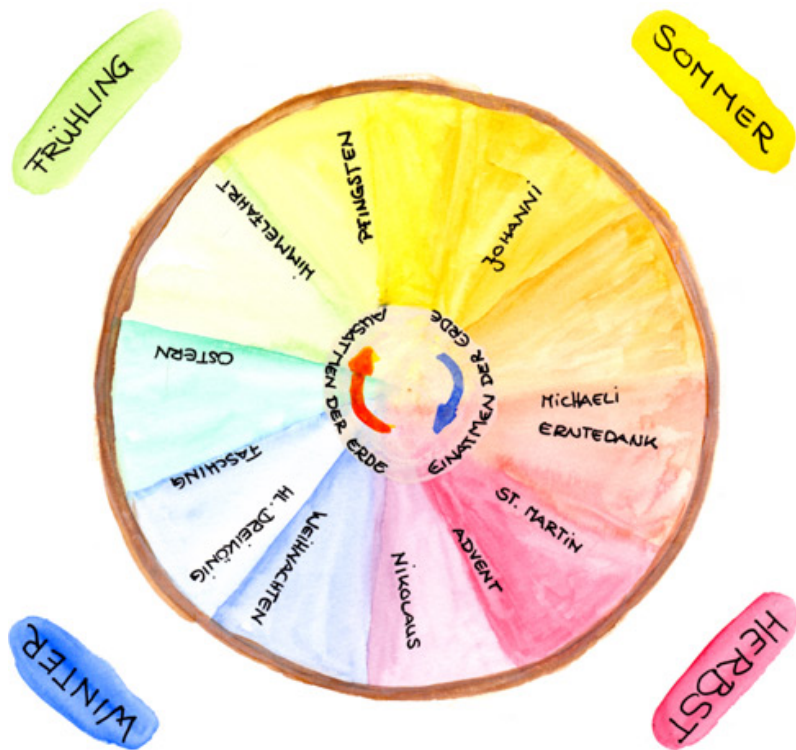 FRÜHLING
SOMMER
PFINGSTEN
JOHANNI
HIMMELFAHRT
AUSATMEN DER ERDE
EINATMEN DER ERDE
OSTERN
MICHAELI
ERNTEDANK
FASCHING
ST. MARTIN
HL. DREIKÖNIG
ADVENT
WEIHNACHTEN
NIKOLAUS
WINTER
HERBST